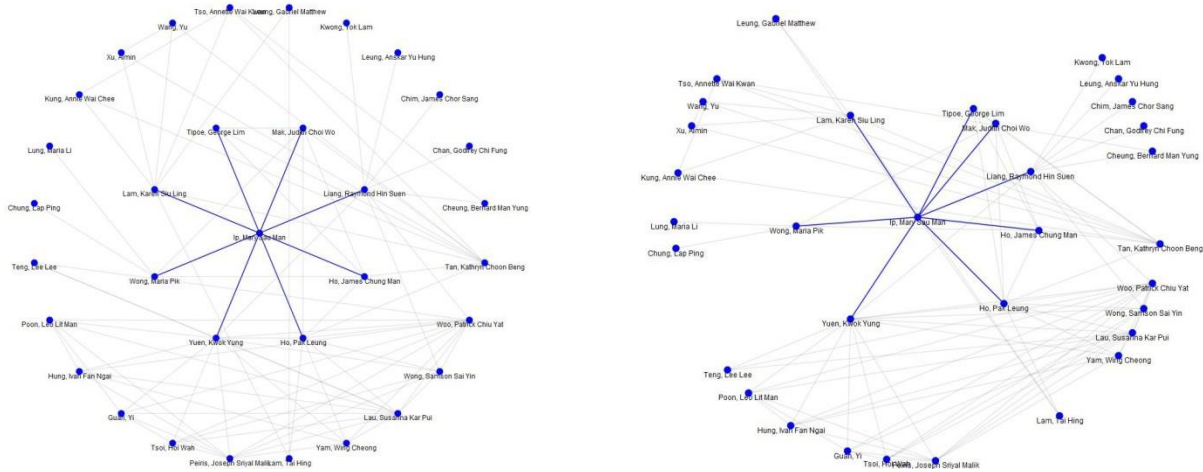 Tso, Annette Wai Kwan
Leung, Gabriel Matthew
Wang, Yu
Kwong, Yok Lam
Xu, Aimin
Leung, Anskar Yu Hung
Kung, Annie Wai Chee
Chim, James Chor Sang
Tipoe, George Lim
Mak, Judith Choi Wo
Lung, Maria Li
Chan, Godfrey Chi Fung
Lam, Karen Siu Ling
Liang, Raymond Hin Suen
Chung, Lap Ping
Cheung, Bernard Man Yung
Ip, Mary Sau Man
Teng, Lee Lee
Tan, Kathryn Choon Beng
Wong, Maria Pik
Ho, James Chung Man
Poon, Leo Lit Man
Woo, Patrick Chiu Yat
Yuen, Kwok Yung
Ho, Pak Leung
Hung, Ivan Fan Ngai
Wong, Samson Sai Yin
Guan, Yi
Lau, Susanna Kar Pui
Tsoi, Hoi Wah
Yam, Wing Cheong
Peiris, Joseph Sriyal Malik
Lam, Tai Hing
Leung, Gabriel Matthew
Kwong, Yok Lam
Tso, Annette Wai Kwan
Leung, Anskar Yu Hung
Wang, Yu
Chim, James Chor Sang
Tipoe, George Lim
Lam, Karen Siu Ling
Mak, Judith Choi Wo
Xu, Aimin
Chan, Godfrey Chi Fung
Cheung, Bernard Man Yung
Kung, Annie Wai Chee
Liang, Raymond Hin Suen
Ip, Mary Sau Man
Lung, Maria Li
Wong, Maria Pik
Ho, James Chung Man
Chung, Lap Ping
Tan, Kathryn Choon Beng
Woo, Patrick Chiu Yat
Ho, Pak Leung
Wong, Samson Sai Yin
Yuen, Kwok Yung
Lau, Susanna Kar Pui
Yam, Wing Cheong
Teng, Lee Lee
Poon, Leo Lit Man
Lam, Tai Hing
Hung, Ivan Fan Ngai
Guan, Yi
Tsoi, Hoi Wah
Peiris, Joseph Sriyal Malik